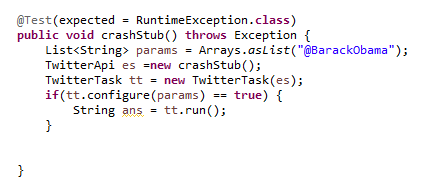 @Test(expected = RuntimeException.class)
public void crashStub() throws Exception {
List<String> params = Arrays.asList("@BarackObama");
TwitterApi es =new crashStub();
TwitterTask tt = new TwitterTask(es);
if(tt.configure(params) == true) {
String ans = tt.run();
}
}